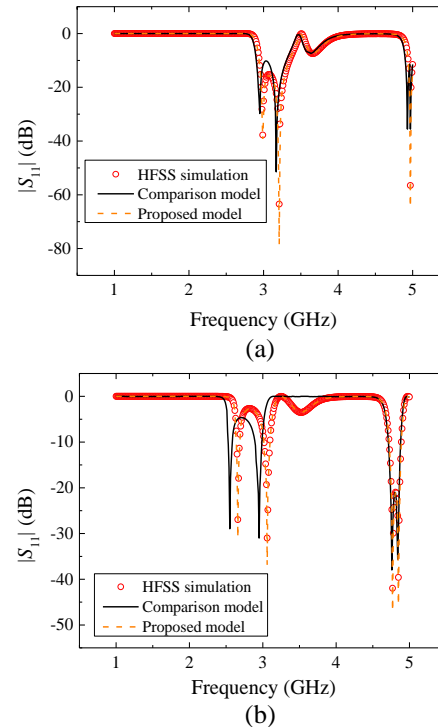 0
-20
-40
-60
-80
|S11| (dB)
HFSS simulation
Comparison model
Proposed model
1 2 3 4 5
Frequency (GHz)
(a)
0
-10
-20
-30
-40
-50
|S11| (dB)
HFSS simulation
Comparison model
Proposed model
1 2 3 4 5
Frequency (GHz)
(b)